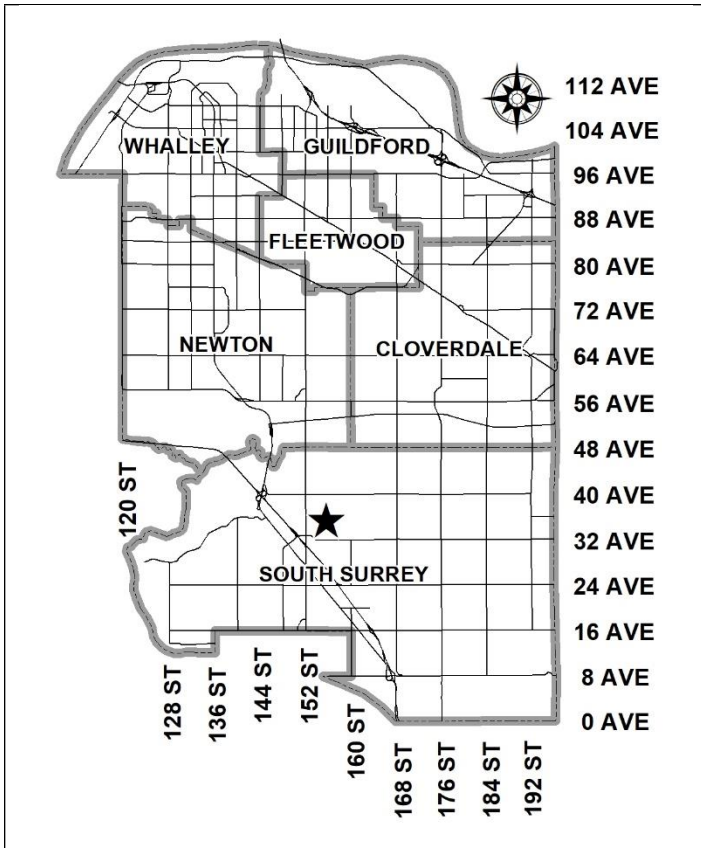 112 AVE
104 AVE
WHALLEY
GUILDFORD
96 AVE
88 AVE
FLEETWOOD
80 AVE
72 AVE
NEWTON
CLOVERDALE
64 AVE
56 AVE
48 AVE
120 ST
40 AVE
32 AVE
SOUTH SURREY
24 AVE
16 AVE
128 ST
136 ST
144 ST
152 ST
160 ST
8 AVE
0 AVE
168 ST
176 ST
184 ST
192 ST